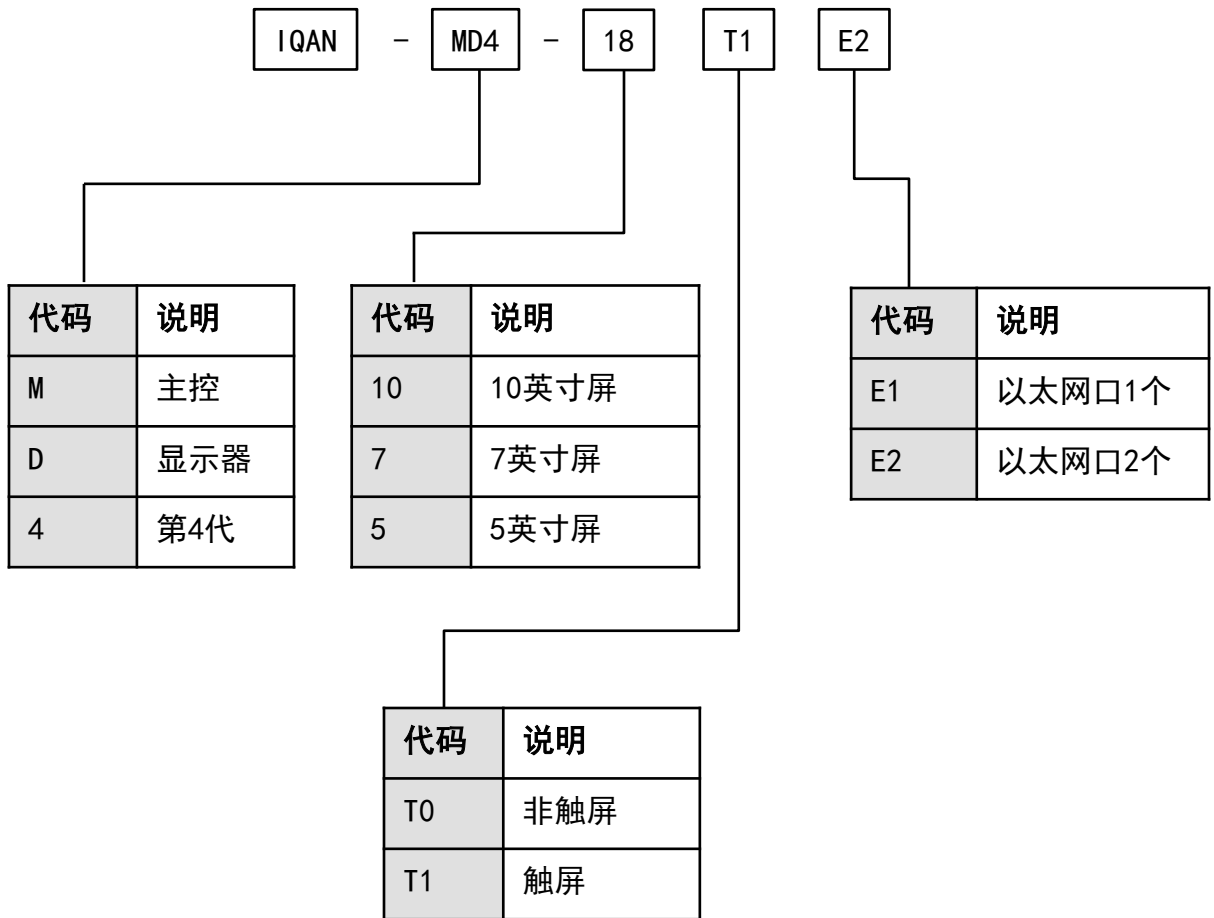 IQAN - MD4 - 18 T1 E2
代码 说明
M 主控
D 显示器
4 第4代
代码 说明
10 10英寸屏
7 7英寸屏
5 5英寸屏
代码 说明
E1 以太网口1个
E2 以太网口2个
代码 说明
T0 非触屏
T1 触屏